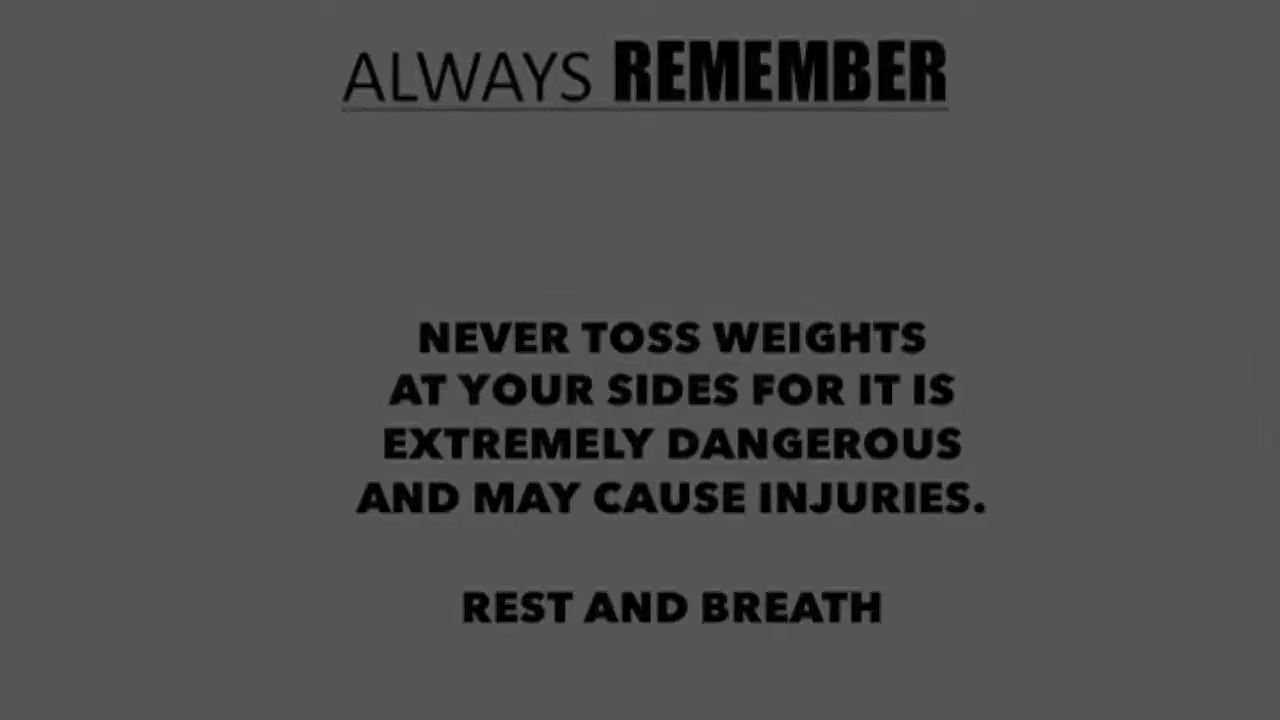 ALWAYS REMEMBER
NEVER TOSS WEIGHTS
AT YOUR SIDES FOR IT IS
EXTREMELY DANGEROUS
AND MAY CAUSE INJURIES.
REST AND BREATH